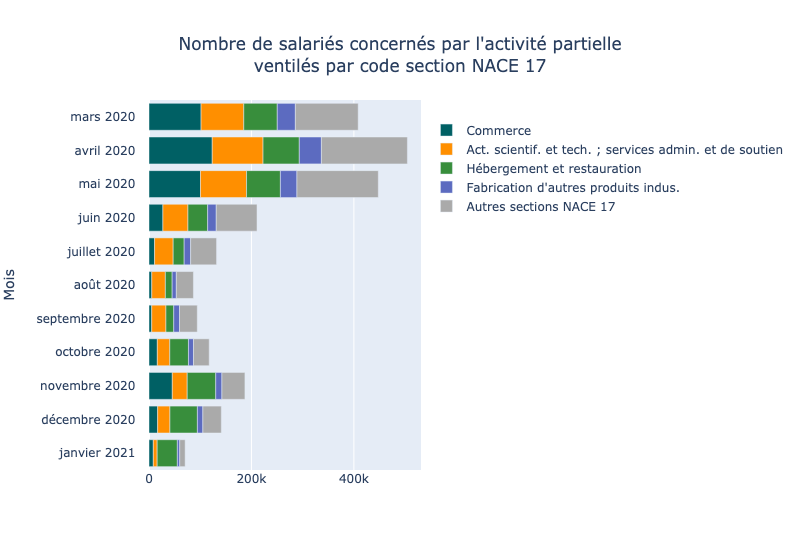 Nombre de salariés concernés par l'activité partielle
ventilés par code section NACE 17
mars 2020
avril 2020
mai 2020
juin 2020
juillet 2020
août 2020
septembre 2020
octobre 2020
novembre 2020
décembre 2020
janvier 2021
Mois
0
200k
400k
Commerce
Act. scientif. et tech. ; services admin. et de soutien
Hébergement et restauration
Fabrication d'autres produits indus.
Autres sections NACE 17